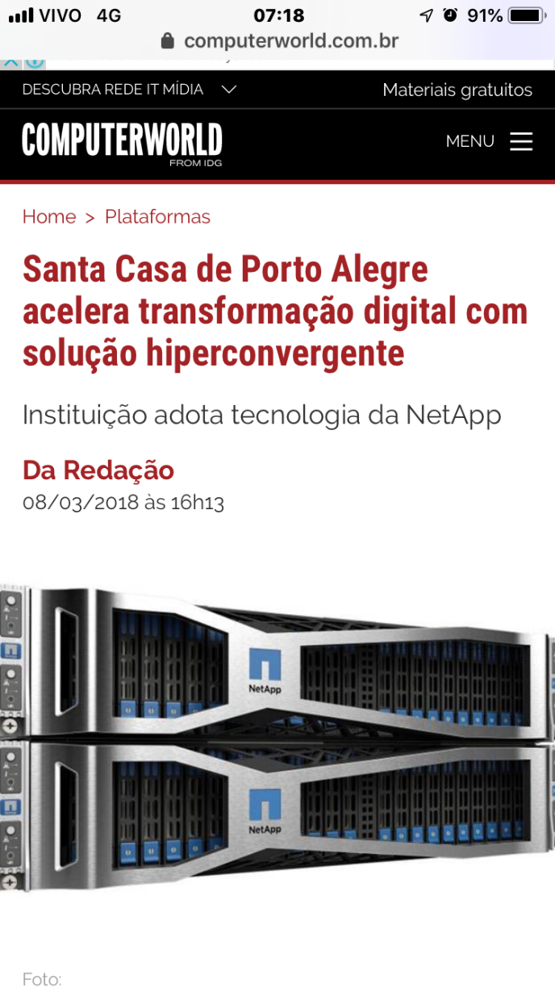 VIVO 4G 07:18 91%
computerworld.com.br
DESCUBRA REDE IT MÍDIA Materiais gratuitos
COMPUTERWORLD
FROM IDG
MENU
Home > Plataformas
Santa Casa de Porto Alegre
acelera transformação digital com
solução hiperconvergente
Instituição adota tecnologia da NetApp
Da Redação
08/03/2018 às 16h13
NetApp
NetApp
Foto: